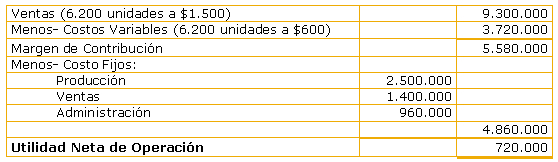 Ventas (6.200 unidades a $1.500) 9.300.000
Menos- Costos Variables (6.200 unidades a $600) 3.720.000
Margen de Contribución 5.580.000
Menos- Costo Fijos:
Producción 2.500.000
Ventas 1.400.000
Administración 960.000
4.860.000
Utilidad Neta de Operación 720.000